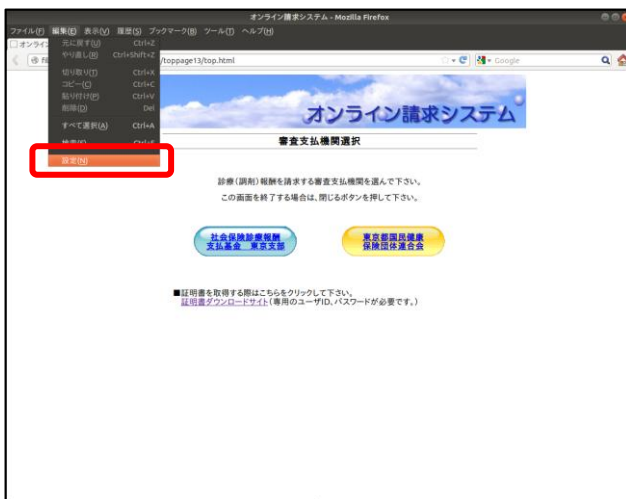 オンライン請求システム - Mozilla Firefox
ファイル(F) 編集(E) 表示(V) 履歴(S) ブックマーク(B) ツール(T) ヘルプ(H)
オンライン
元に戻す(U) Ctrl+Z
やり直し(R) Ctrl+Shift+Z
/toppage13/top.html
Google
切り取り(T) Ctrl+X
コピー(C) Ctrl+C
貼り付け(P) Ctrl+V
削除(D) Del
すべて選択(A) Ctrl+A
設定(N)
オンライン請求システム
審査支払機関選択
診療(調剤)報酬を請求する審査支払機関を選んで下さい。
この画面を終了する場合は、閉じるボタンを押して下さい。
社会保険診療報酬
支払基金 東京支部
東京都国民健康
保険団体連合会
■証明書を取得する際はこちらをクリックして下さい。
証明書ダウンロードサイト(専用のユーザID、パスワードが必要です。)